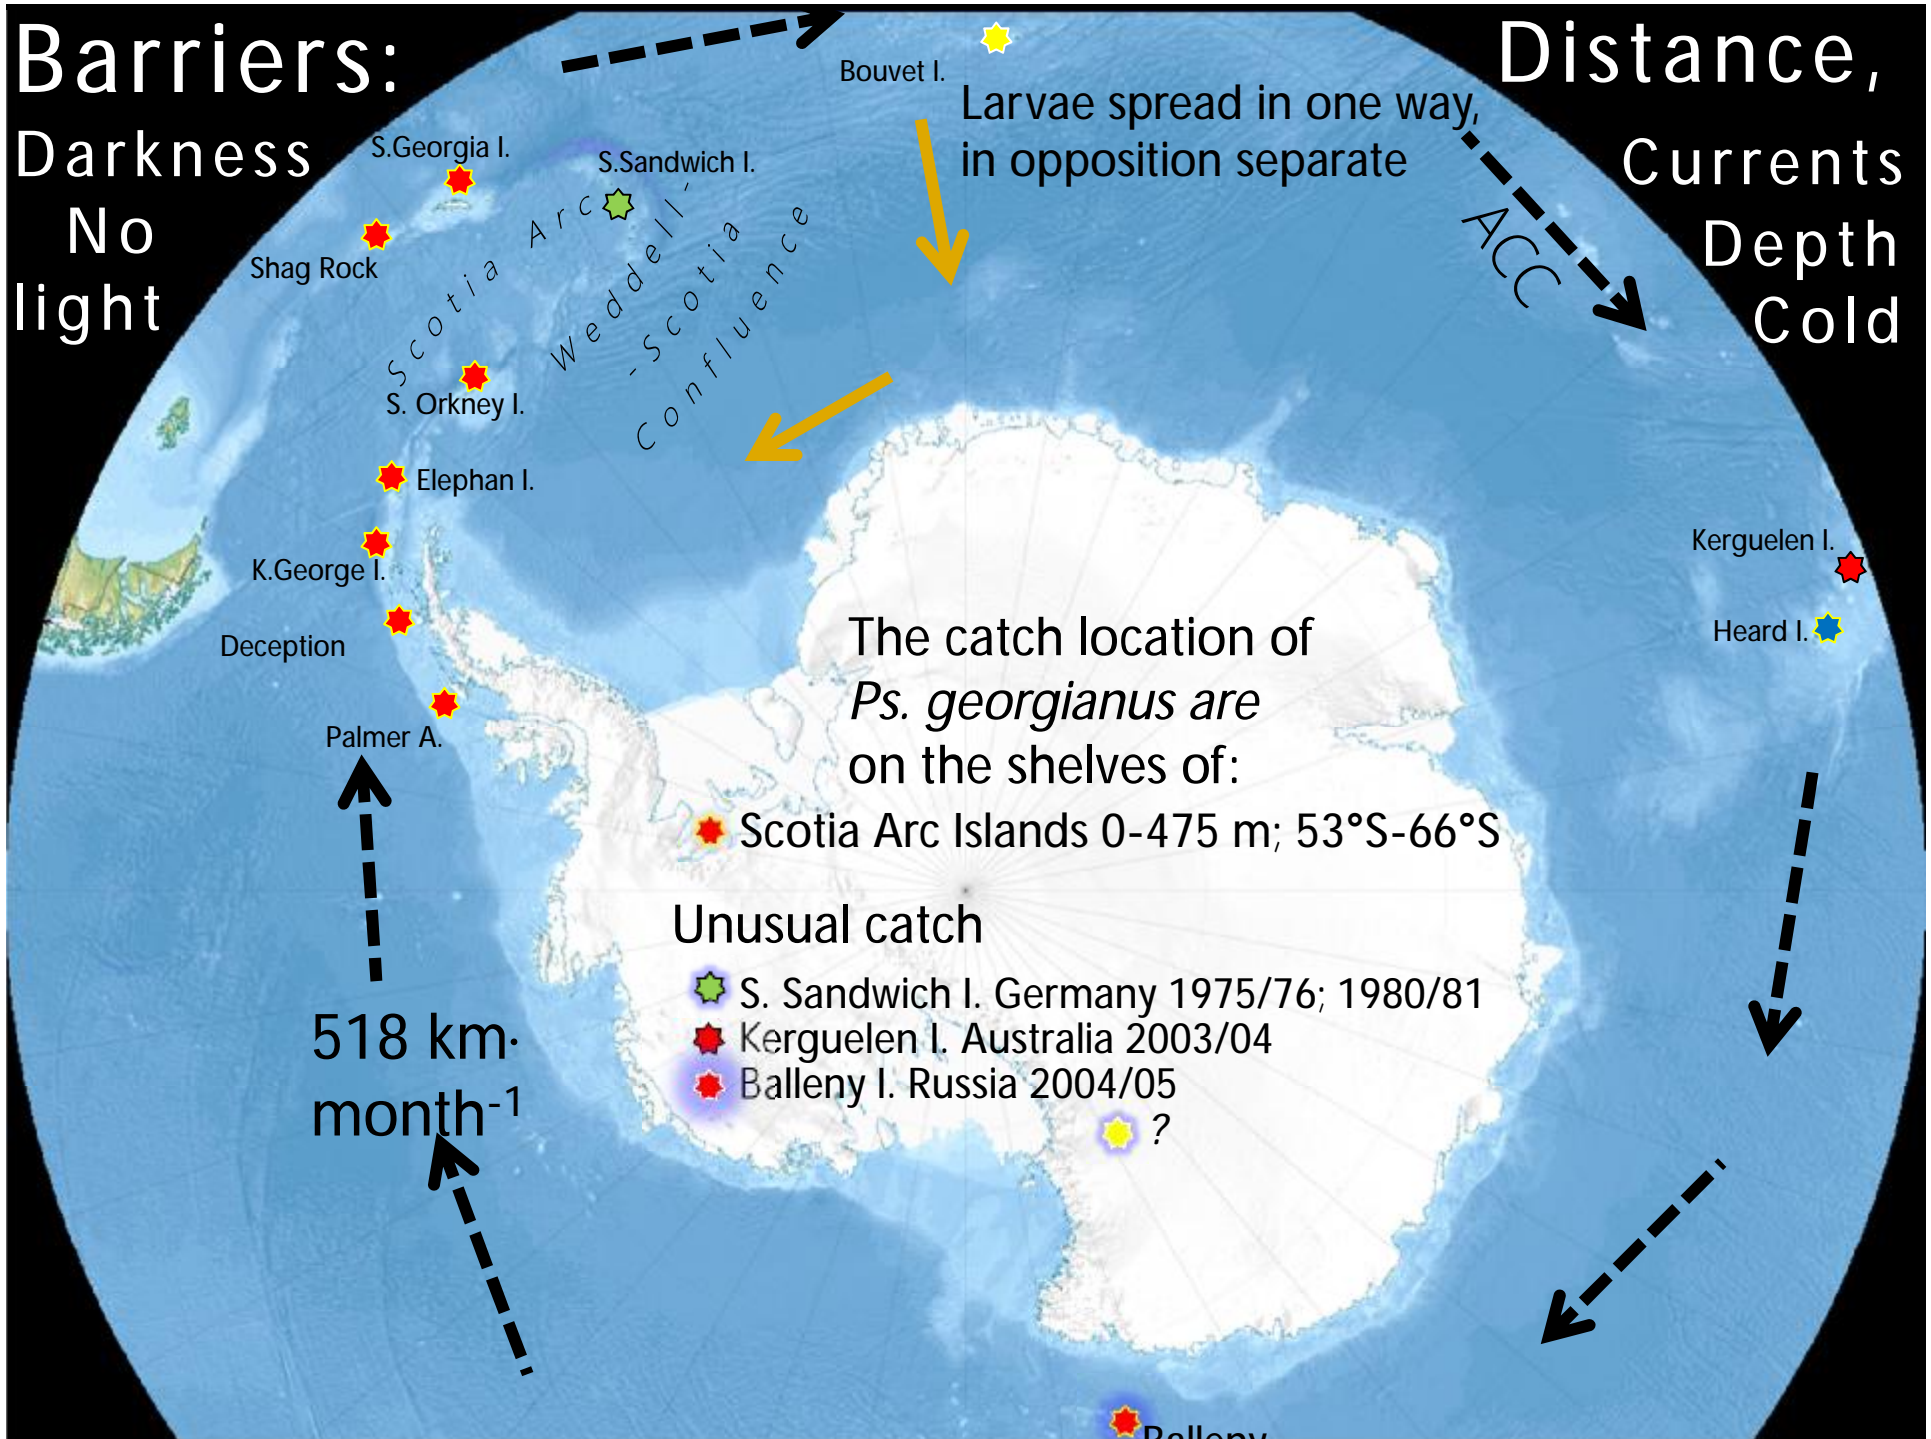 Barriers:
Darkness
No
light
Distance,
Currents
Depth
Cold
Bouvet I.
Larvae spread in one way,
in opposition separate
S.Georgia I.
S.Sandwich I.
Shag Rock
Scotia Arc
Weddell-
-Scotia
Confluence
ACC
S. Orkney I.
Elephan I.
K.George I.
Deception
Palmer A.
Kerguelen I.
Heard I.
The catch location of
Ps. georgianus are
on the shelves of:
Scotia Arc Islands 0-475 m; 53°S-66°S
Unusual catch
S. Sandwich I. Germany 1975/76; 1980/81
Kerguelen I. Australia 2003/04
Balleny I. Russia 2004/05
?
518 km·
month⁻¹
Balleny